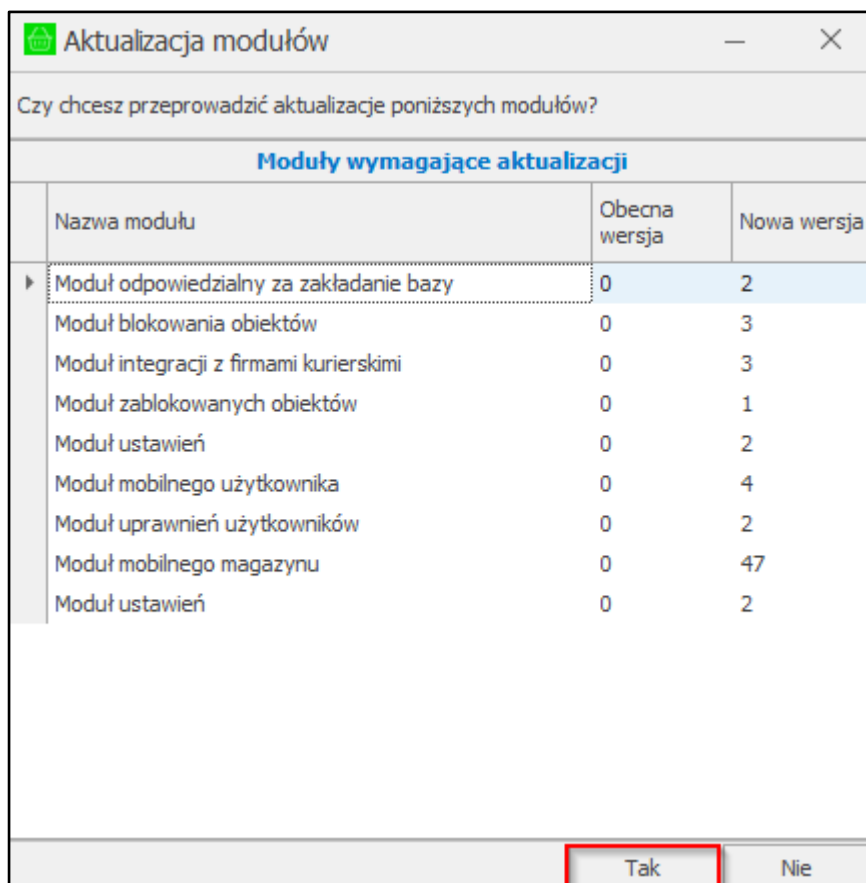 Aktualizacja modułów
Czy chcesz przeprowadzić aktualizacje poniższych modułów?
Moduły wymagające aktualizacji
Nazwa modułu Obecna wersja Nowa wersja
Moduł odpowiedzialny za zakładanie bazy 0 2
Moduł blokowania obiektów 0 3
Moduł integracji z firmami kurierskimi 0 3
Moduł zablokowanych obiektów 0 1
Moduł ustawień 0 2
Moduł mobilnego użytkownika 0 4
Moduł uprawnień użytkowników 0 2
Moduł mobilnego magazynu 0 47
Moduł ustawień 0 2
Tak Nie